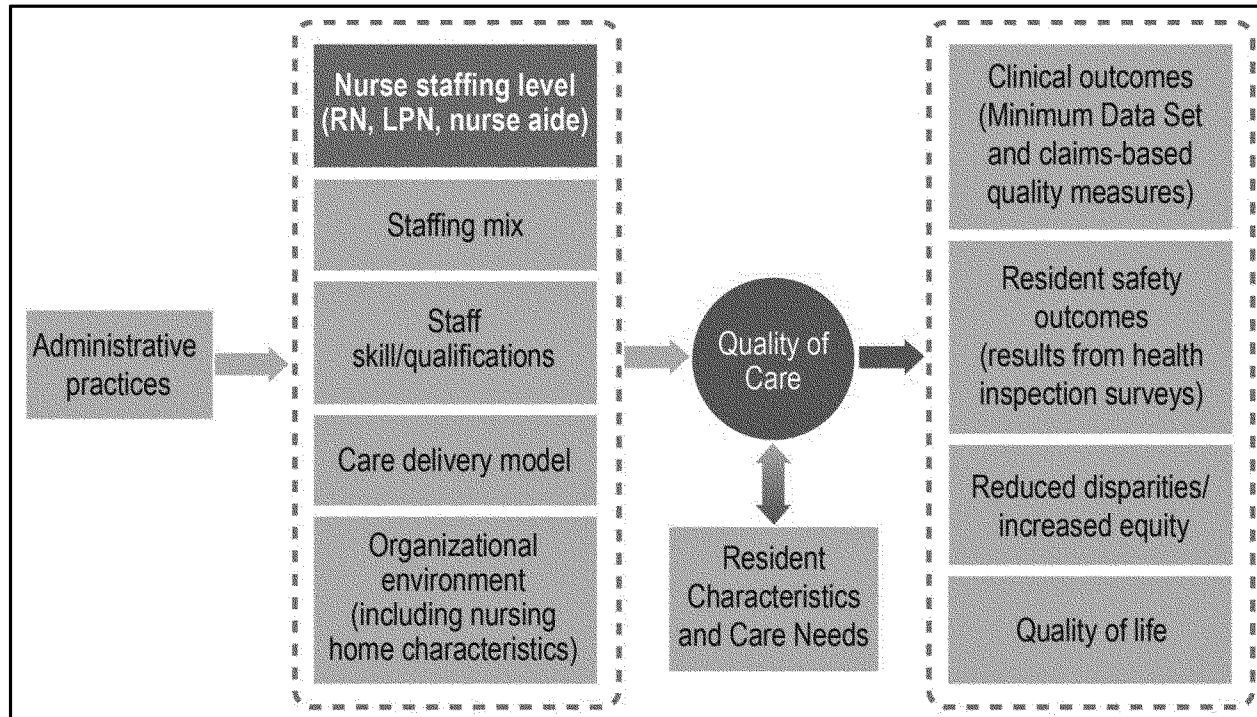 Administrative
practices
Nurse staffing level
(RN, LPN, nurse aide)
Staffing mix
Staff
skill/qualifications
Care delivery model
Organizational
environment
(including nursing
home characteristics)
Quality of
Care
Resident
Characteristics
and Care Needs
Clinical outcomes
(Minimum Data Set
and claims-based
quality measures)
Resident safety
outcomes
(results from health
inspection surveys)
Reduced disparities/
increased equity
Quality of life